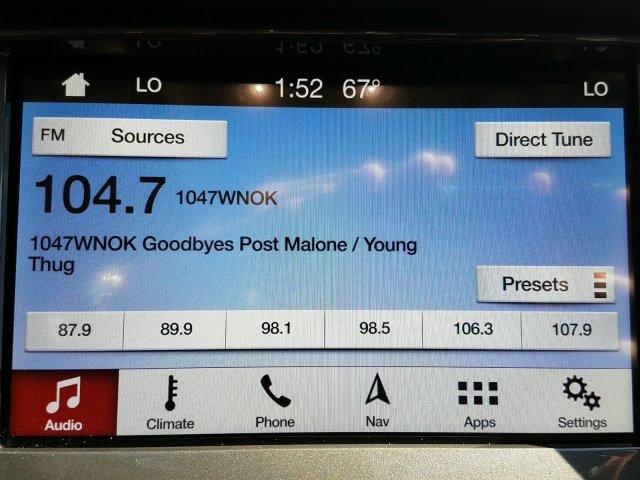 LO 1:52 67° LO
FM Sources Direct Tune
104.7 1047WNOK
1047WNOK Goodbyes Post Malone / Young
Thug
Presets
87.9 89.9 98.1 98.5 106.3 107.9
Audio Climate Phone Nav Apps Settings